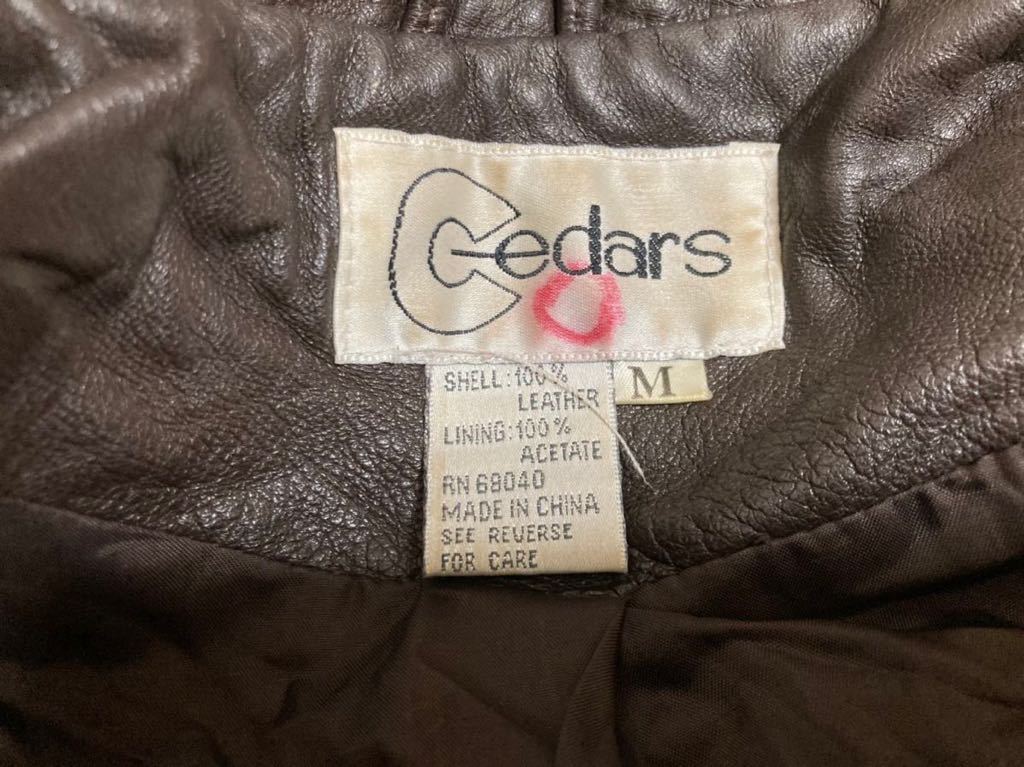 Cedars
M
SHELL:100%
LEATHER
LINING:100%
ACETATE
RN 68040
MADE IN CHINA
SEE REVERSE
FOR CARE